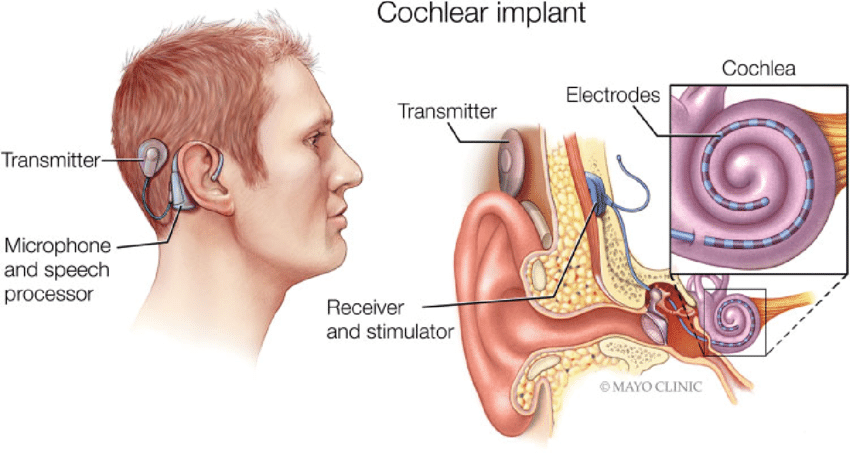 Cochlear implant
Transmitter
Microphone
and speech
processor
Transmitter
Electrodes
Cochlea
Receiver
and stimulator
© MAYO CLINIC